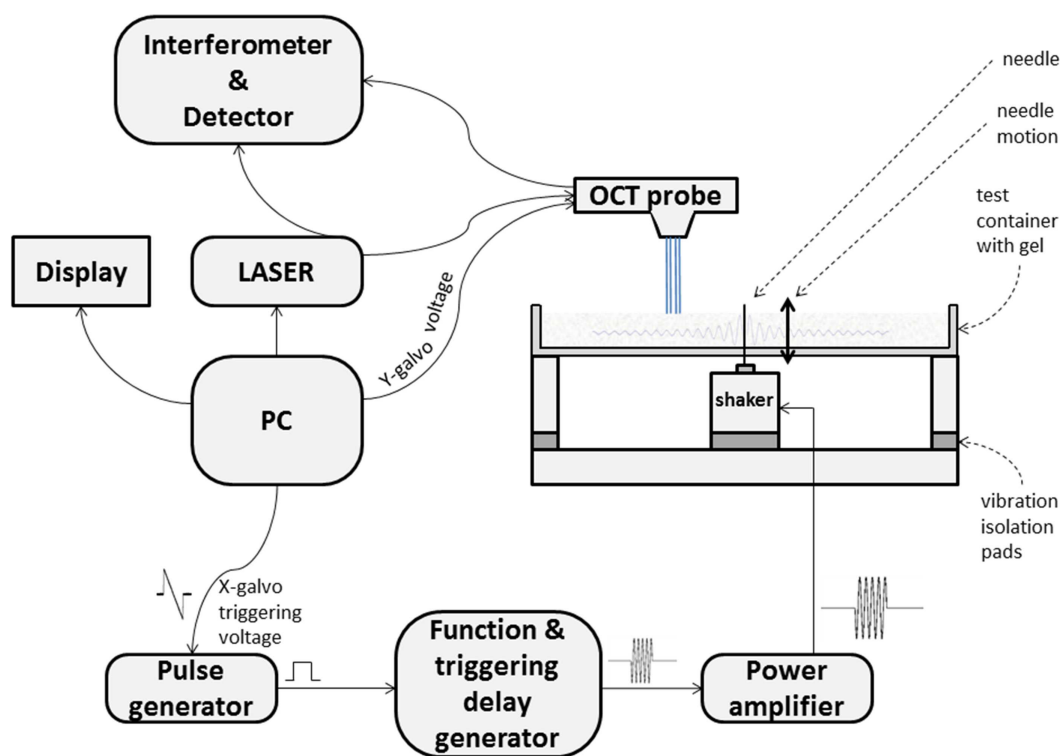 Interferometer
&
Detector
needle
needle
motion
OCT probe
test
container
with gel
Display
LASER
Y-galvo voltage
PC
shaker
vibration
isolation
pads
X-galvo
triggering
voltage
Pulse
generator
Function &
triggering
delay
generator
Power
amplifier